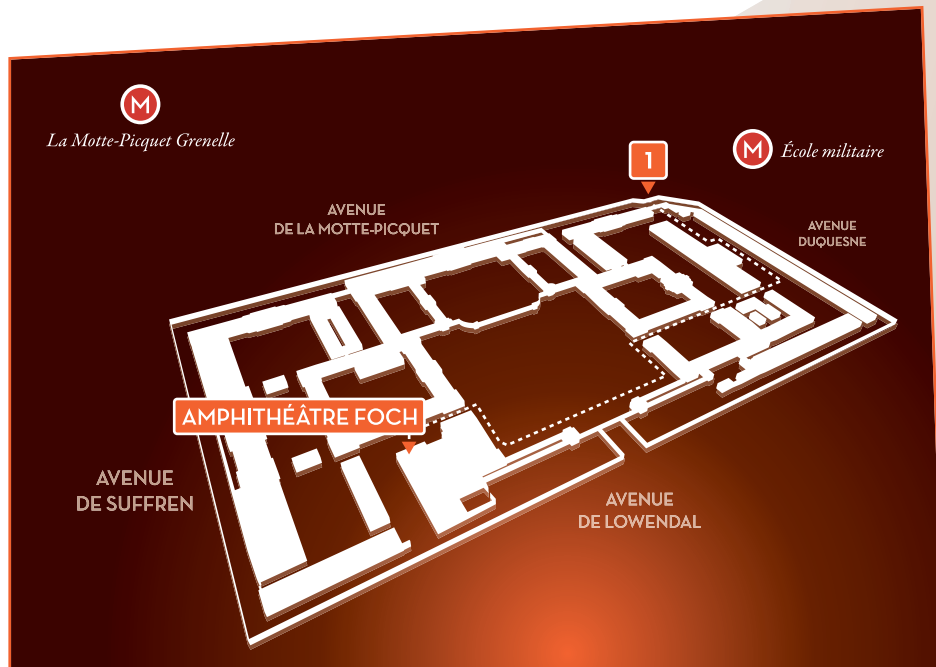 M
La Motte-Picquet Grenelle
1
M
École militaire
AVENUE
DE LA MOTTE-PICQUET
AVENUE
DUQUESNE
AMPHITHÉÂTRE FOCH
AVENUE
DE SUFFREN
AVENUE
DE LOWENDAL